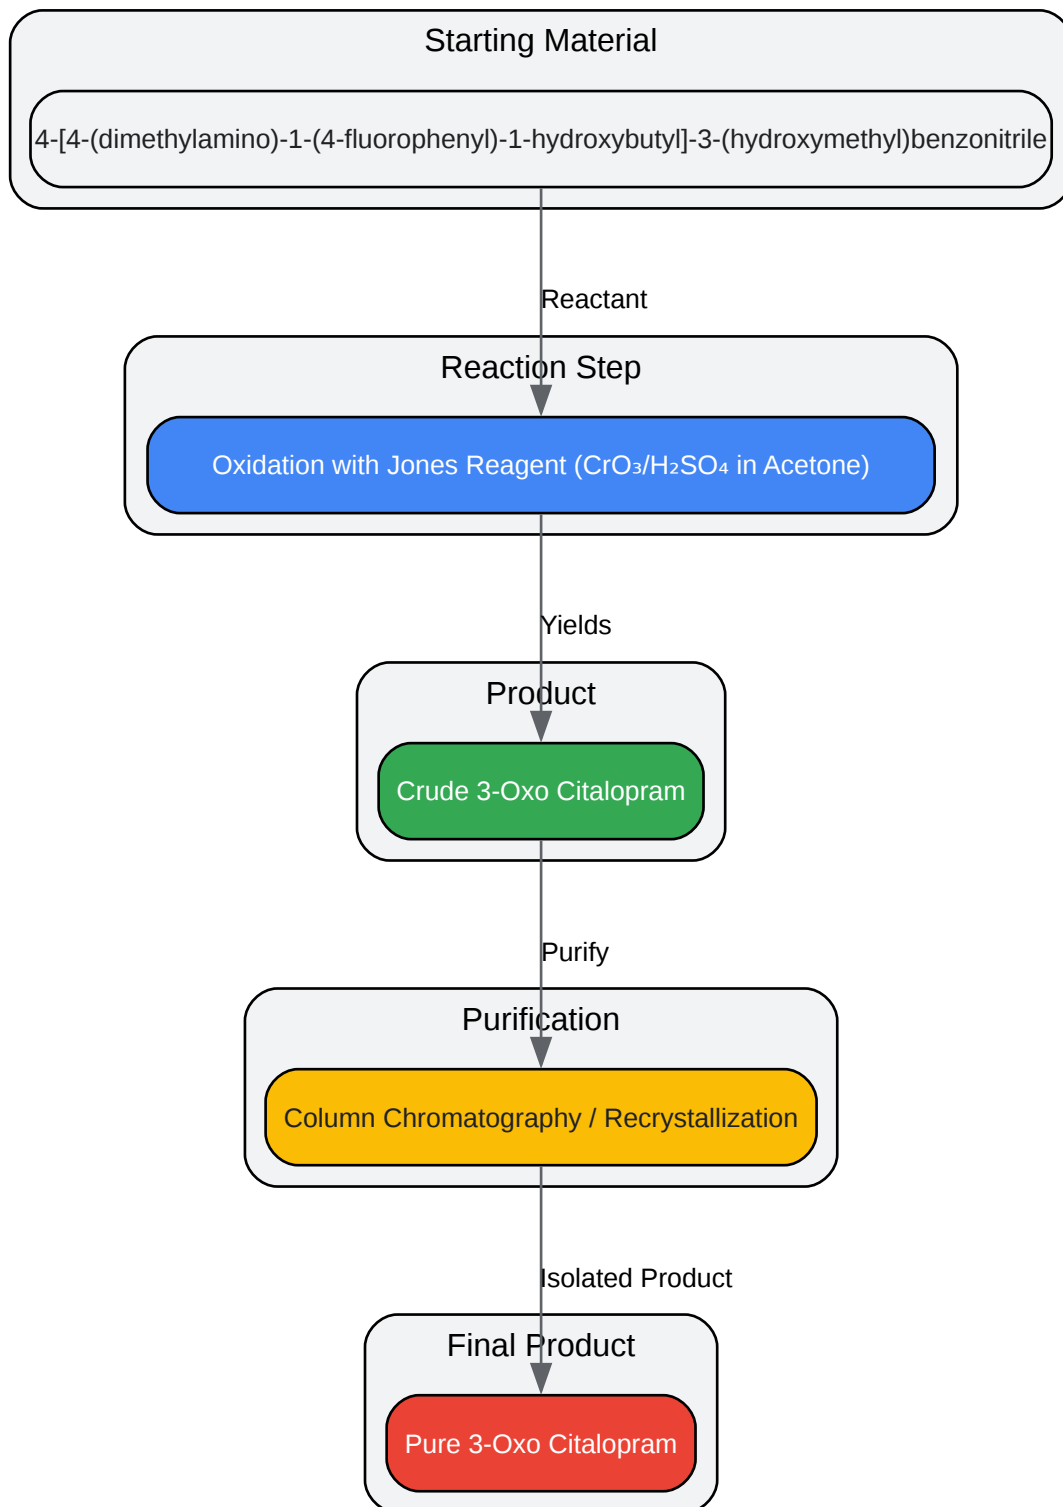 Starting Material
4-[4-(dimethylamino)-1-(4-fluorophenyl)-1-hydroxybutyl]-3-(hydroxymethyl)benzonitrile
Reactant
Reaction Step
Oxidation with Jones Reagent (CrO₃/H₂SO₄ in Acetone)
Yields
Product
Crude 3-Oxo Citalopram
Purify
Purification
Column Chromatography / Recrystallization
Isolated Product
Final Product
Pure 3-Oxo Citalopram